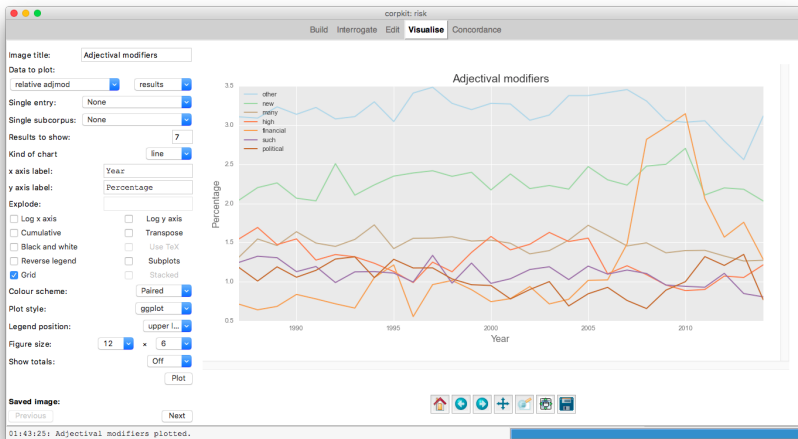 corpkit: risk
Build Interrogate Edit Visualise Concordance
Image title: Adjectival modifiers
Data to plot:
relative adjmod results
Single entry: None
Single subcorpus: None
Results to show: 7
Kind of chart line
x axis label: Year
y axis label: Percentage
Explode:
Log x axis Log y axis
Cumulative Transpose
Black and white Use TeX
Reverse legend Subplots
Grid Stacked
Colour scheme: Paired
Plot style: ggplot
Legend position: upper l...
Figure size: 12 x 6
Show totals: Off
Plot
Saved image:
Previous Next
01:43:25: Adjectival modifiers plotted.
Adjectival modifiers
other
new
many
high
financial
such
political
Percentage
3.5
3.0
2.5
2.0
1.5
1.0
0.5
1990 1995 2000 2005 2010
Year